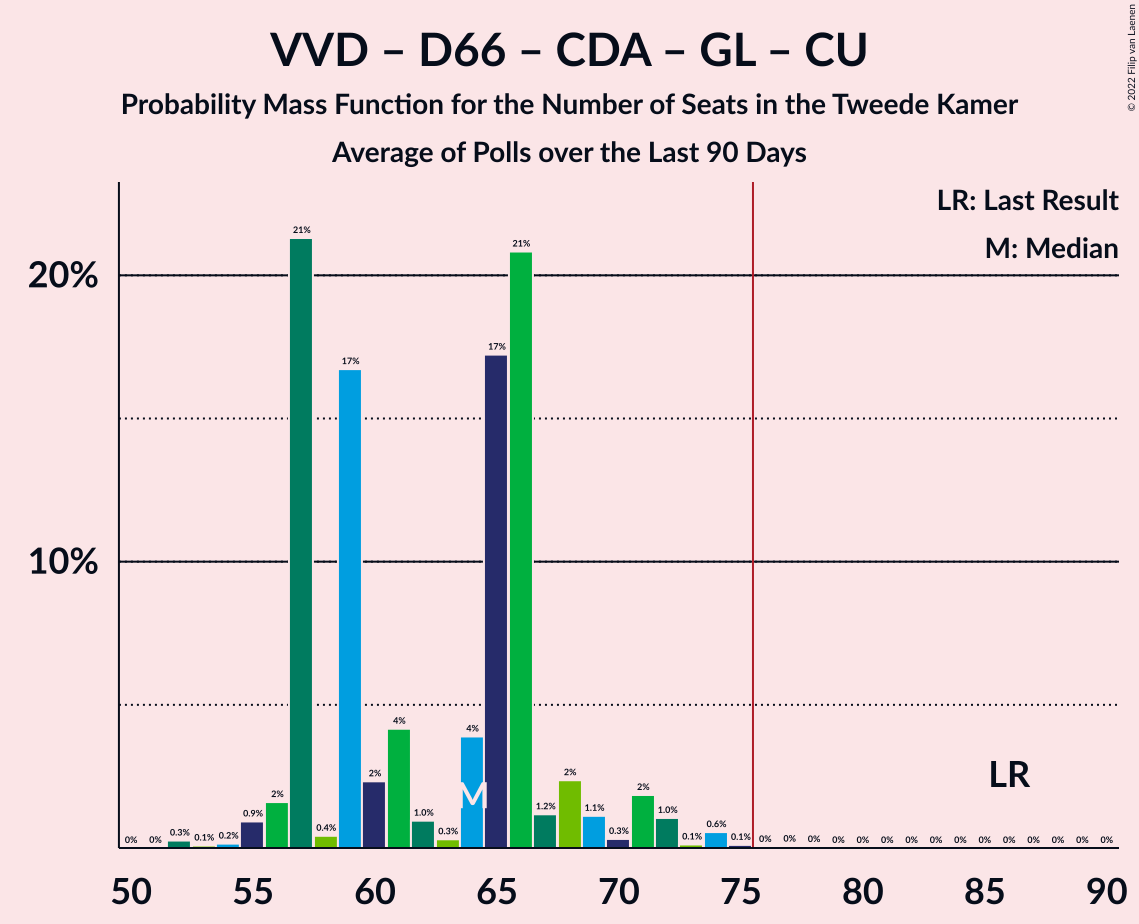 VVD – D66 – CDA – GL – CU
Probability Mass Function for the Number of Seats in the Tweede Kamer
Average of Polls over the Last 90 Days
© 2022 Filip van Laenen
LR: Last Result
M: Median
20%
10%
0% 0% 0.3% 0.1% 0.2% 0.9% 2% 21% 0.4% 17% 2% 4% 1.0% 0.3% 4% 17% 21% 1.2% 2% 1.1% 0.3% 2% 1.0% 0.1% 0.6% 0.1% 0% 0% 0% 0% 0% 0% 0% 0% 0% 0% 0% 0% 0% 0% 0%
M
LR
50 55 60 65 70 75 80 85 90